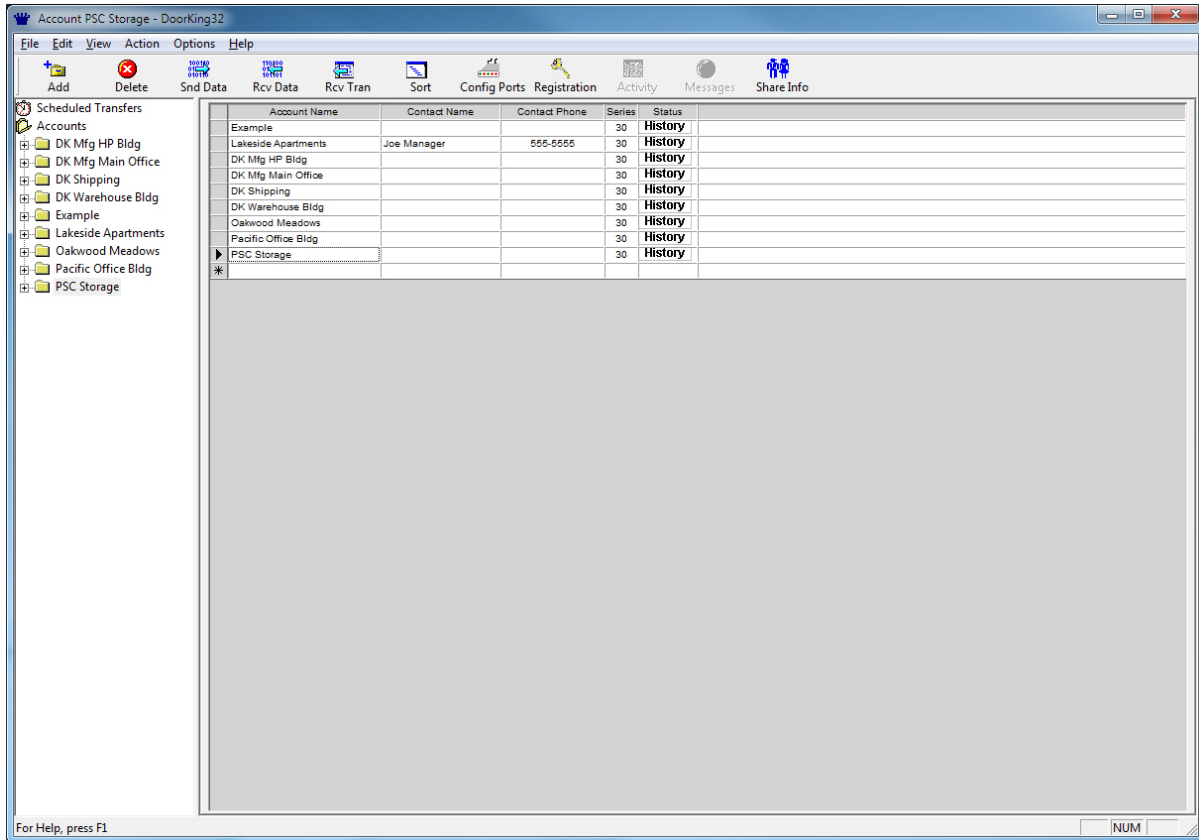 Account PSC Storage - DoorKing32
File Edit View Action Options Help
Add Delete Snd Data Rcv Data Rcv Tran Sort Config Ports Registration Activity Messages Share Info
Scheduled Transfers
Accounts
DK Mfg HP Bldg
DK Mfg Main Office
DK Shipping
DK Warehouse Bldg
Example
Lakeside Apartments
Oakwood Meadows
Pacific Office Bldg
PSC Storage
Account Name Contact Name Contact Phone Series Status
Example 30 History
Lakeside Apartments Joe Manager 555-5555 30 History
DK Mfg HP Bldg 30 History
DK Mfg Main Office 30 History
DK Shipping 30 History
DK Warehouse Bldg 30 History
Oakwood Meadows 30 History
Pacific Office Bldg 30 History
PSC Storage 30 History
For Help, press F1 NUM